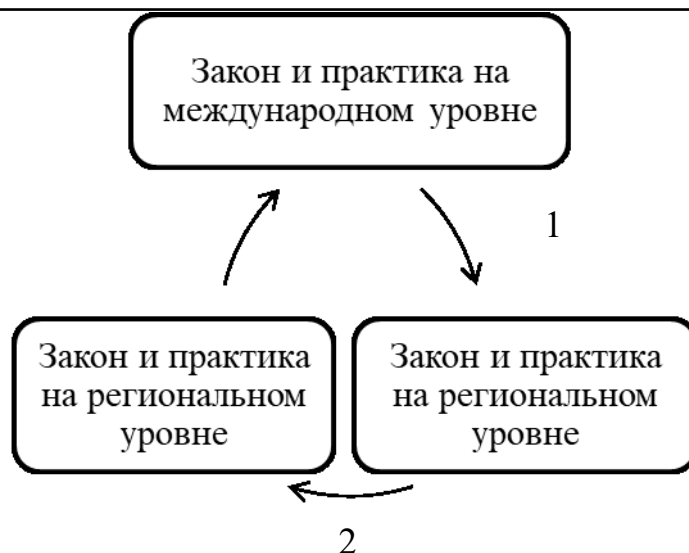 Закон и практика на
международном уровне
1
Закон и практика
на региональном
уровне
Закон и практика
на региональном
уровне
2